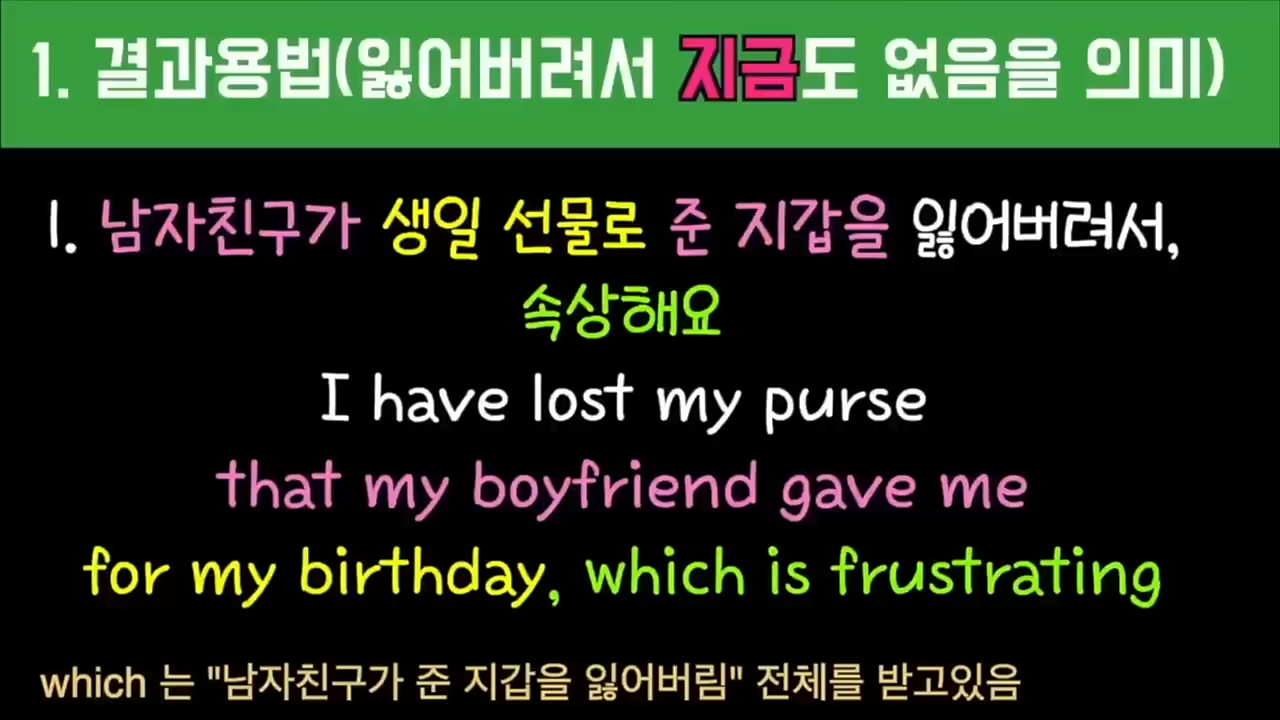 1. 결과용법(잃어버려서 지금도 없음을 의미)
1. 남자친구가 생일 선물로 준 지갑을 잃어버려서,
속상해요
I have lost my purse
that my boyfriend gave me
for my birthday, which is frustrating
which 는 "남자친구가 준 지갑을 잃어버림" 전체를 받고있음